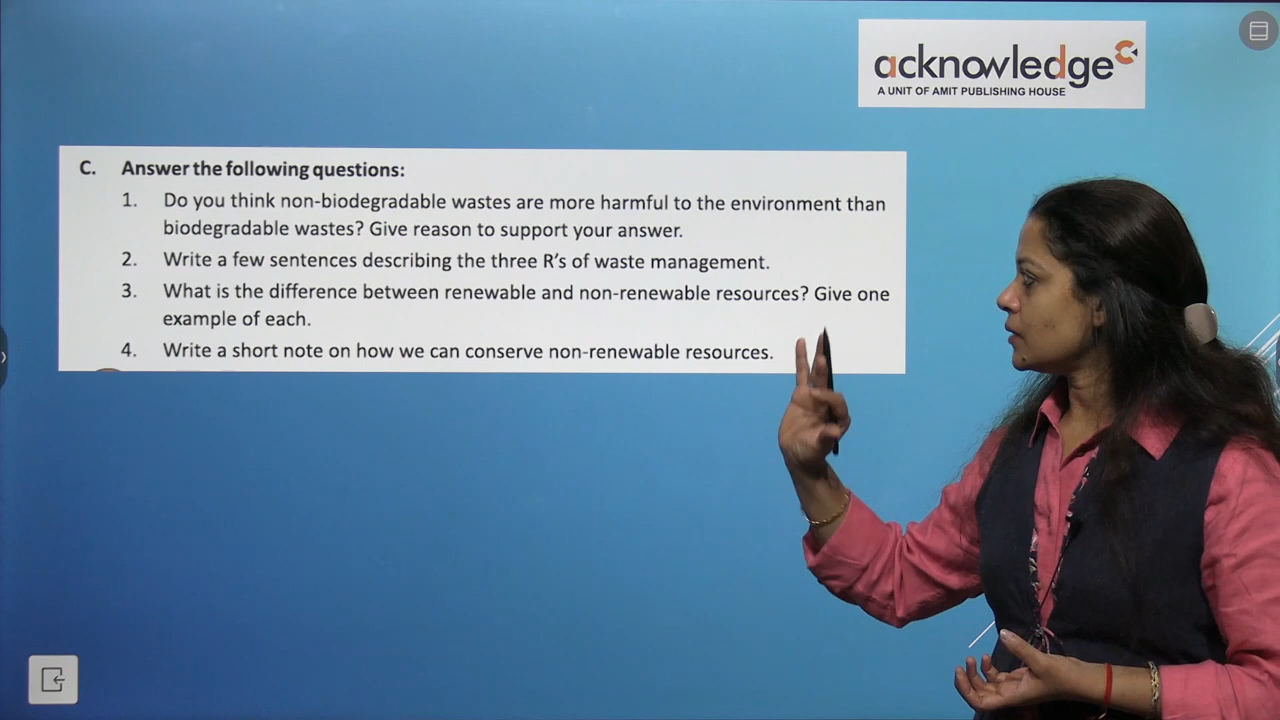 acknowledge
A UNIT OF AMIT PUBLISHING HOUSE
C. Answer the following questions:
1. Do you think non-biodegradable wastes are more harmful to the environment than
biodegradable wastes? Give reason to support your answer.
2. Write a few sentences describing the three R's of waste management.
3. What is the difference between renewable and non-renewable resources? Give one
example of each.
4. Write a short note on how we can conserve non-renewable resources.